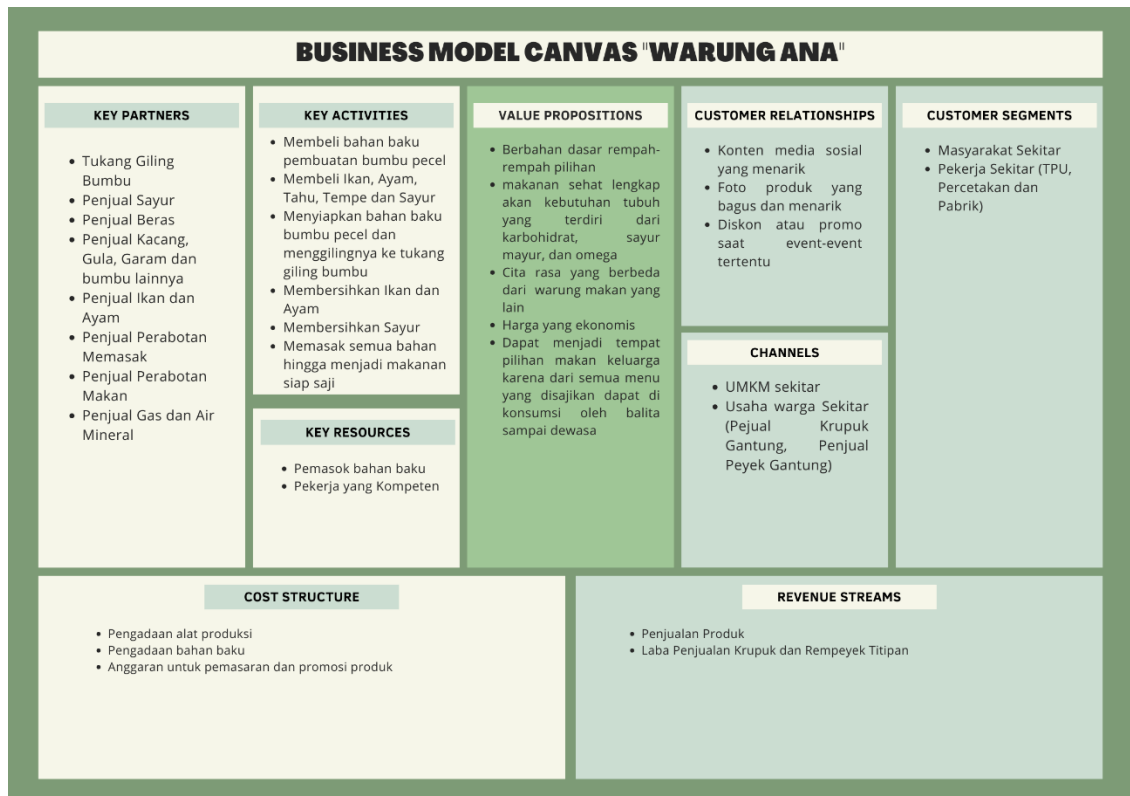 BUSINESS MODEL CANVAS "WARUNG ANA"
KEY PARTNERS
• Tukang Giling
Bumbu
• Penjual Sayur
• Penjual Beras
• Penjual Kacang,
Gula, Garam dan
bumbu lainnya
• Penjual Ikan dan
Ayam
• Penjual Perabotan
Memasak
• Penjual Perabotan
Makan
• Penjual Gas dan Air
Mineral
KEY ACTIVITIES
• Membeli bahan baku
pembuatan bumbu pecel
• Membeli Ikan, Ayam,
Tahu, Tempe dan Sayur
• Menyiapkan bahan baku
bumbu pecel dan
menggilingnya ke tukang
giling bumbu
• Membersihkan Ikan dan
Ayam
• Membersihkan Sayur
• Memasak semua bahan
hingga menjadi makanan
siap saji
KEY RESOURCES
• Pemasok bahan baku
• Pekerja yang Kompeten
VALUE PROPOSITIONS
• Berbahan dasar rempah-
rempah pilihan
• makanan sehat lengkap
akan kebutuhan tubuh
yang terdiri dari
karbohidrat, sayur
mayur, dan omega
• Cita rasa yang berbeda
dari warung makan yang
lain
• Harga yang ekonomis
• Dapat menjadi tempat
pilihan makan keluarga
karena dari semua menu
yang disajikan dapat di
konsumsi oleh balita
sampai dewasa
CUSTOMER RELATIONSHIPS
• Konten media sosial
yang menarik
• Foto produk yang
bagus dan menarik
• Diskon atau promo
saat event-event
tertentu
CHANNELS
• UMKM sekitar
• Usaha warga Sekitar
(Pejual Krupuk
Gantung, Penjual
Peyek Gantung)
CUSTOMER SEGMENTS
• Masyarakat Sekitar
• Pekerja Sekitar (TPU,
Percetakan dan
Pabrik)
COST STRUCTURE
• Pengadaan alat produksi
• Pengadaan bahan baku
• Anggaran untuk pemasaran dan promosi produk
REVENUE STREAMS
• Penjualan Produk
• Laba Penjualan Krupuk dan Rempeyek Titipan